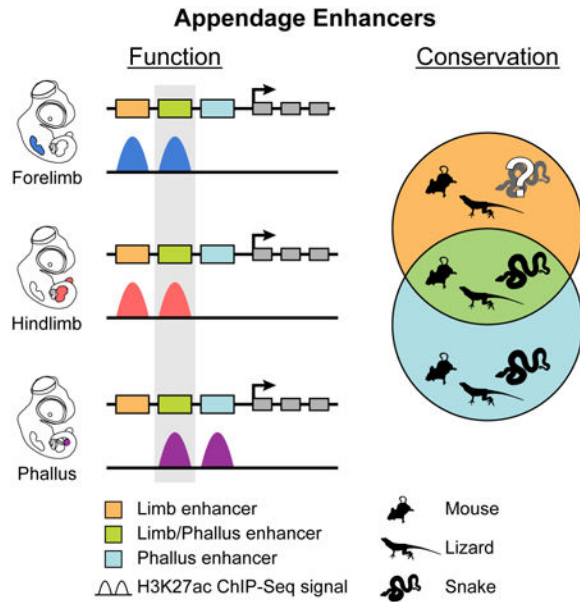 Appendage Enhancers
Function
Conservation
Forelimb
?
Hindlimb
Phallus
Limb enhancer
Limb/Phallus enhancer
Phallus enhancer
H3K27ac ChIP-Seq signal
Mouse
Lizard
Snake